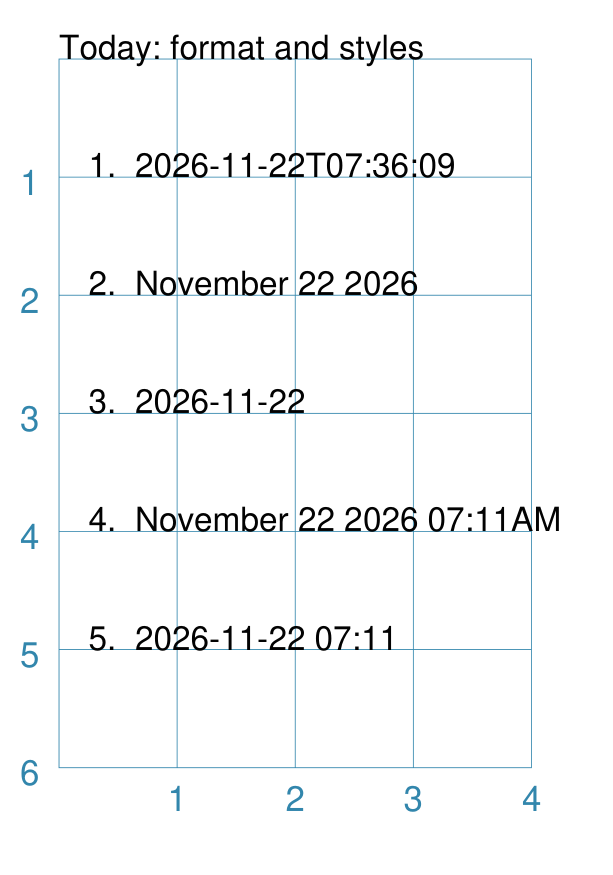 Today: format and styles
1. 2026-11-22T07:36:09
1
2. November 22 2026
2
3. 2026-11-22
3
4. November 22 2026 07:11AM
4
5. 2026-11-22 07:11
5
6
1 2 3 4